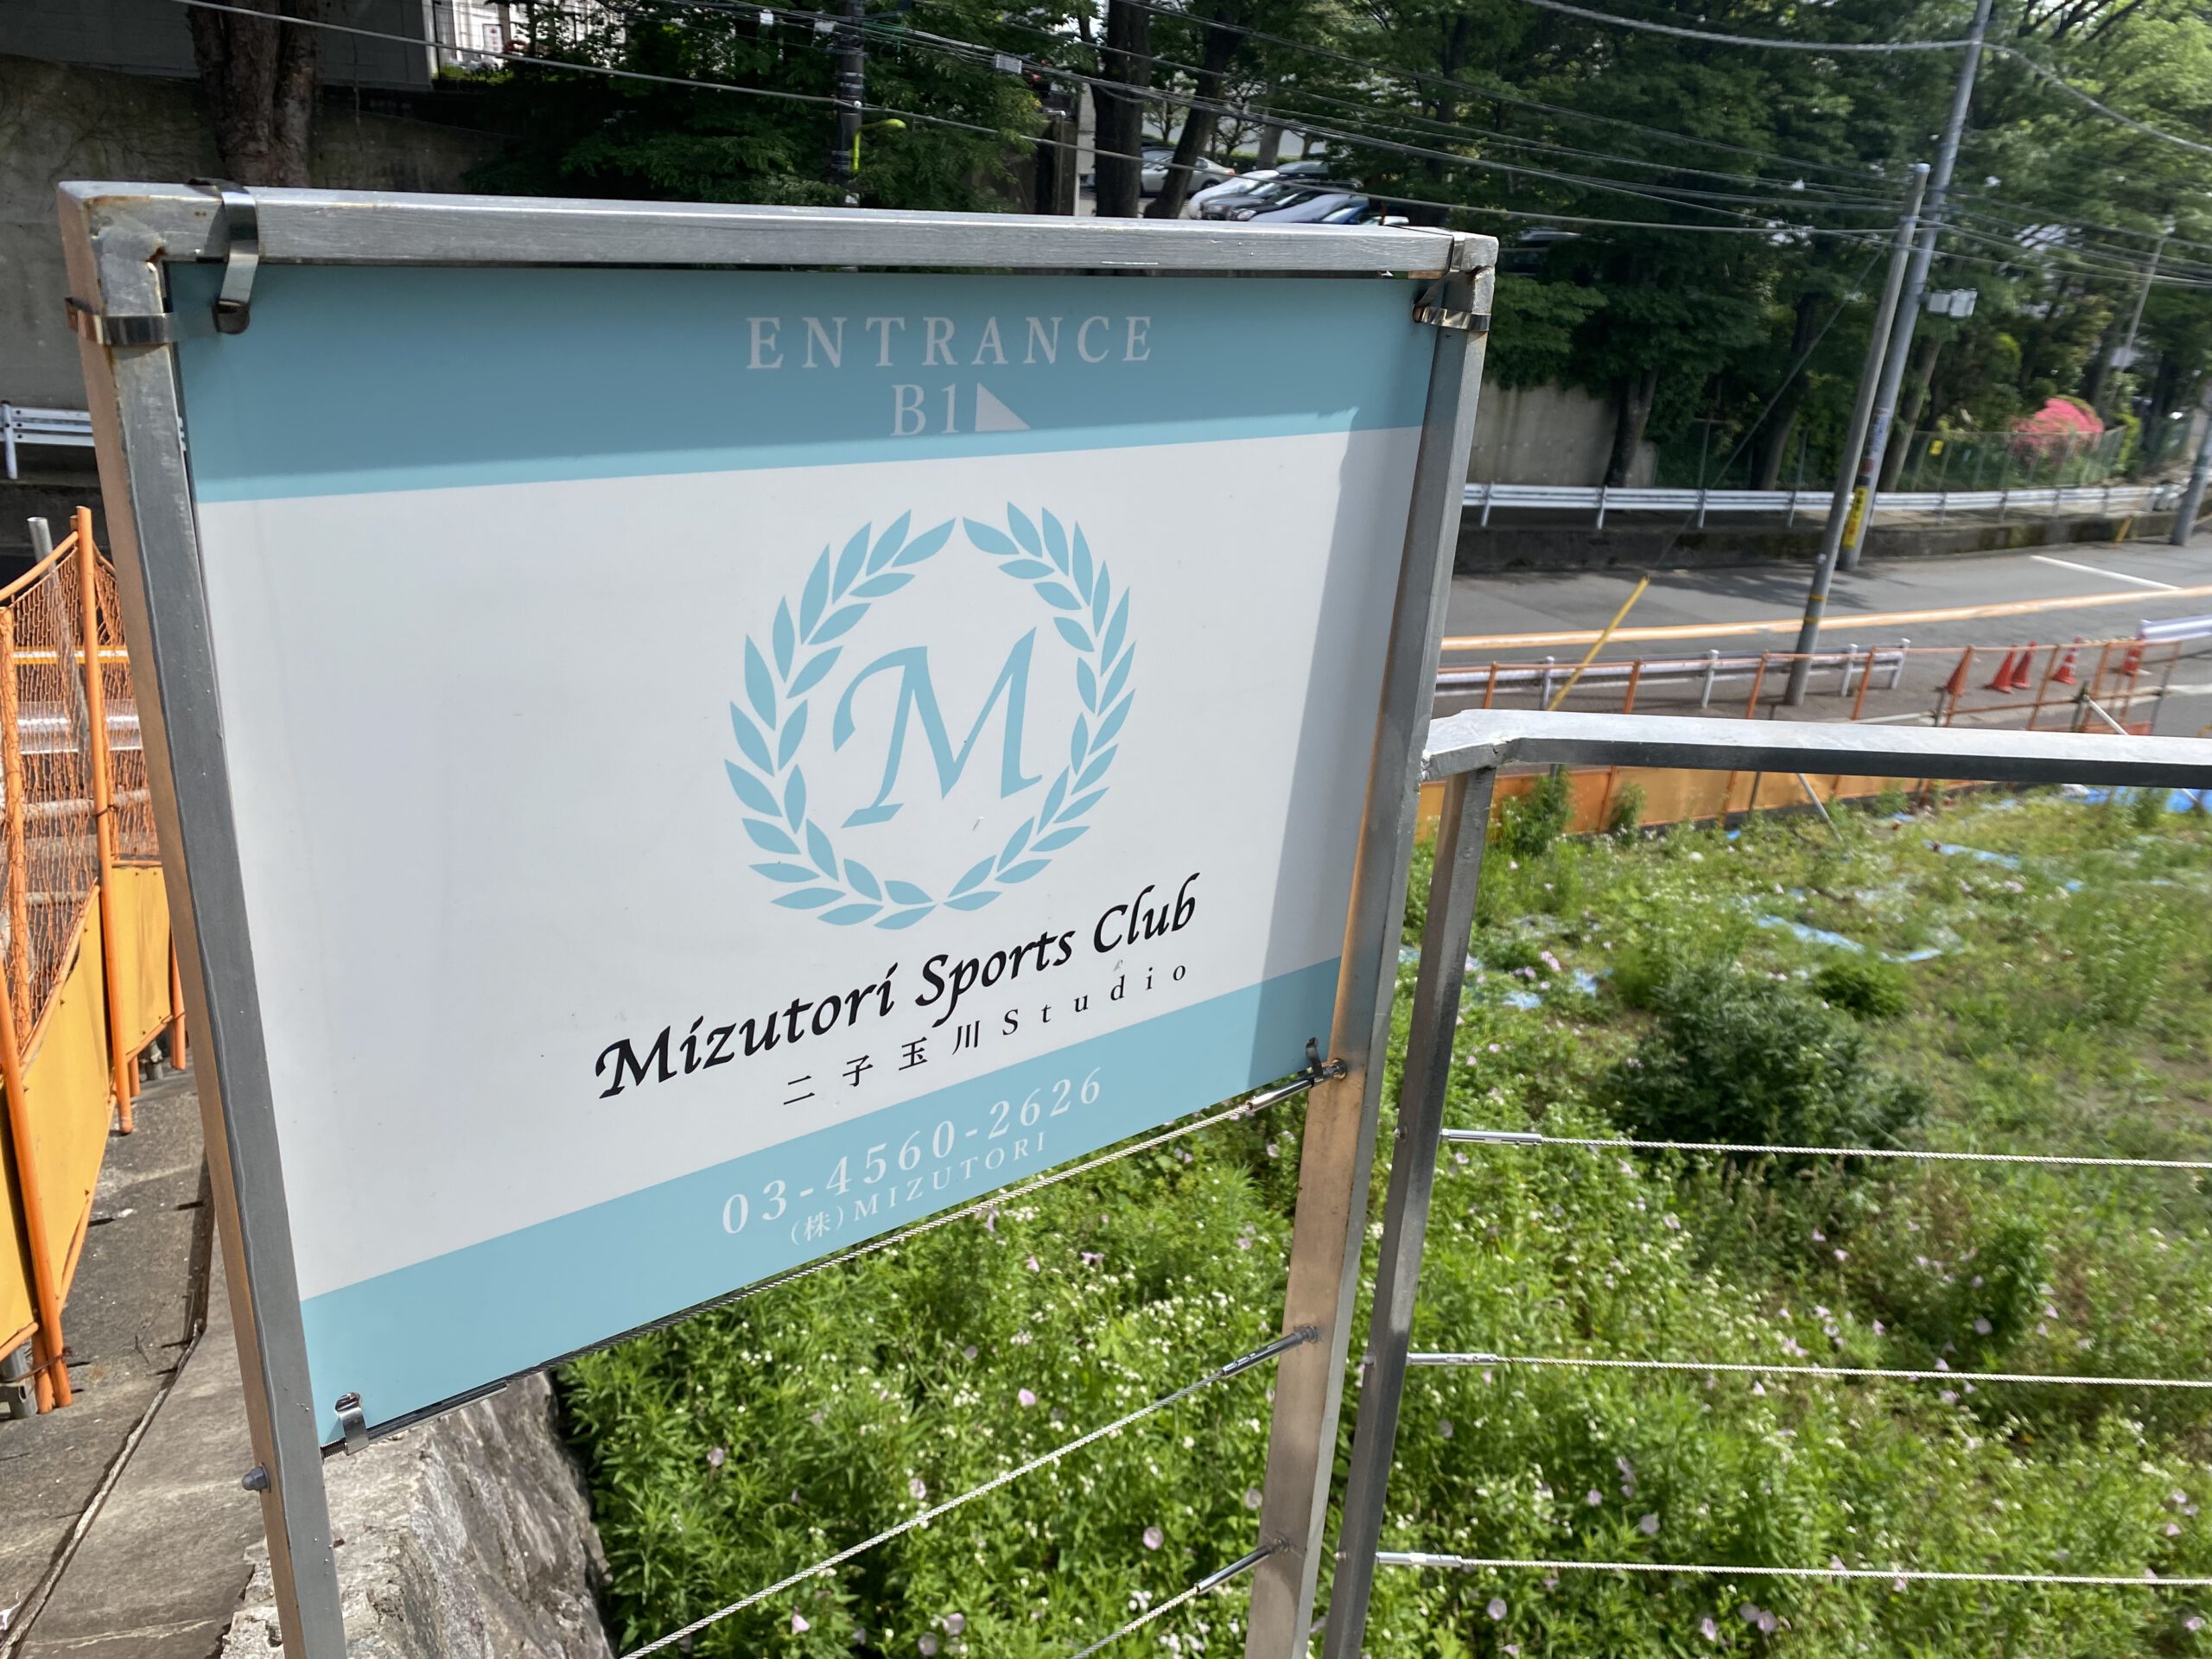 ENTRANCE
B1
M
Mizutori Sports Club
二子玉川Studio
03-4560-2626
(株)MIZUTORI